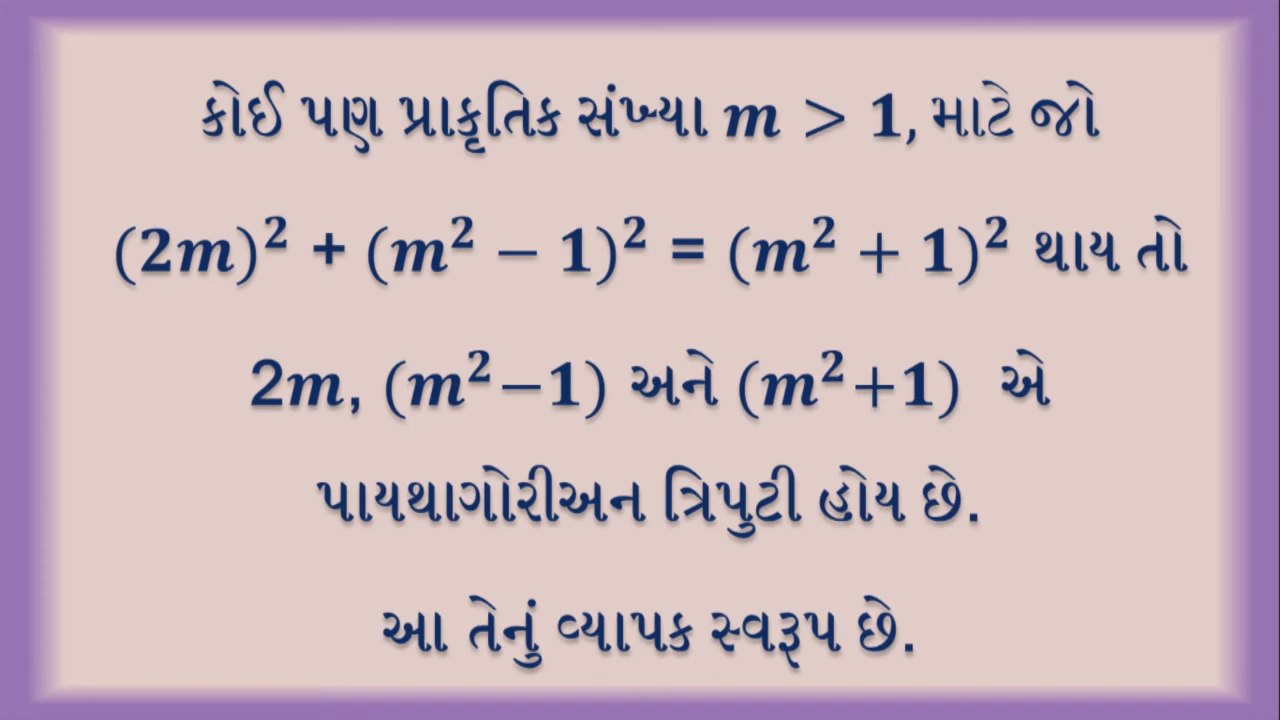 કોઈ પણ પ્રાકૃતિક સંખ્યા m > 1, માટે જો
(2m)² + (m² − 1)² = (m² + 1)² થાય તો
2m, (m²−1) અને (m²+1) એ
પાયથાગોરીઅન ત્રિપુટી હોય છે.
આ તેનું વ્યાપક સ્વરૂપ છે.